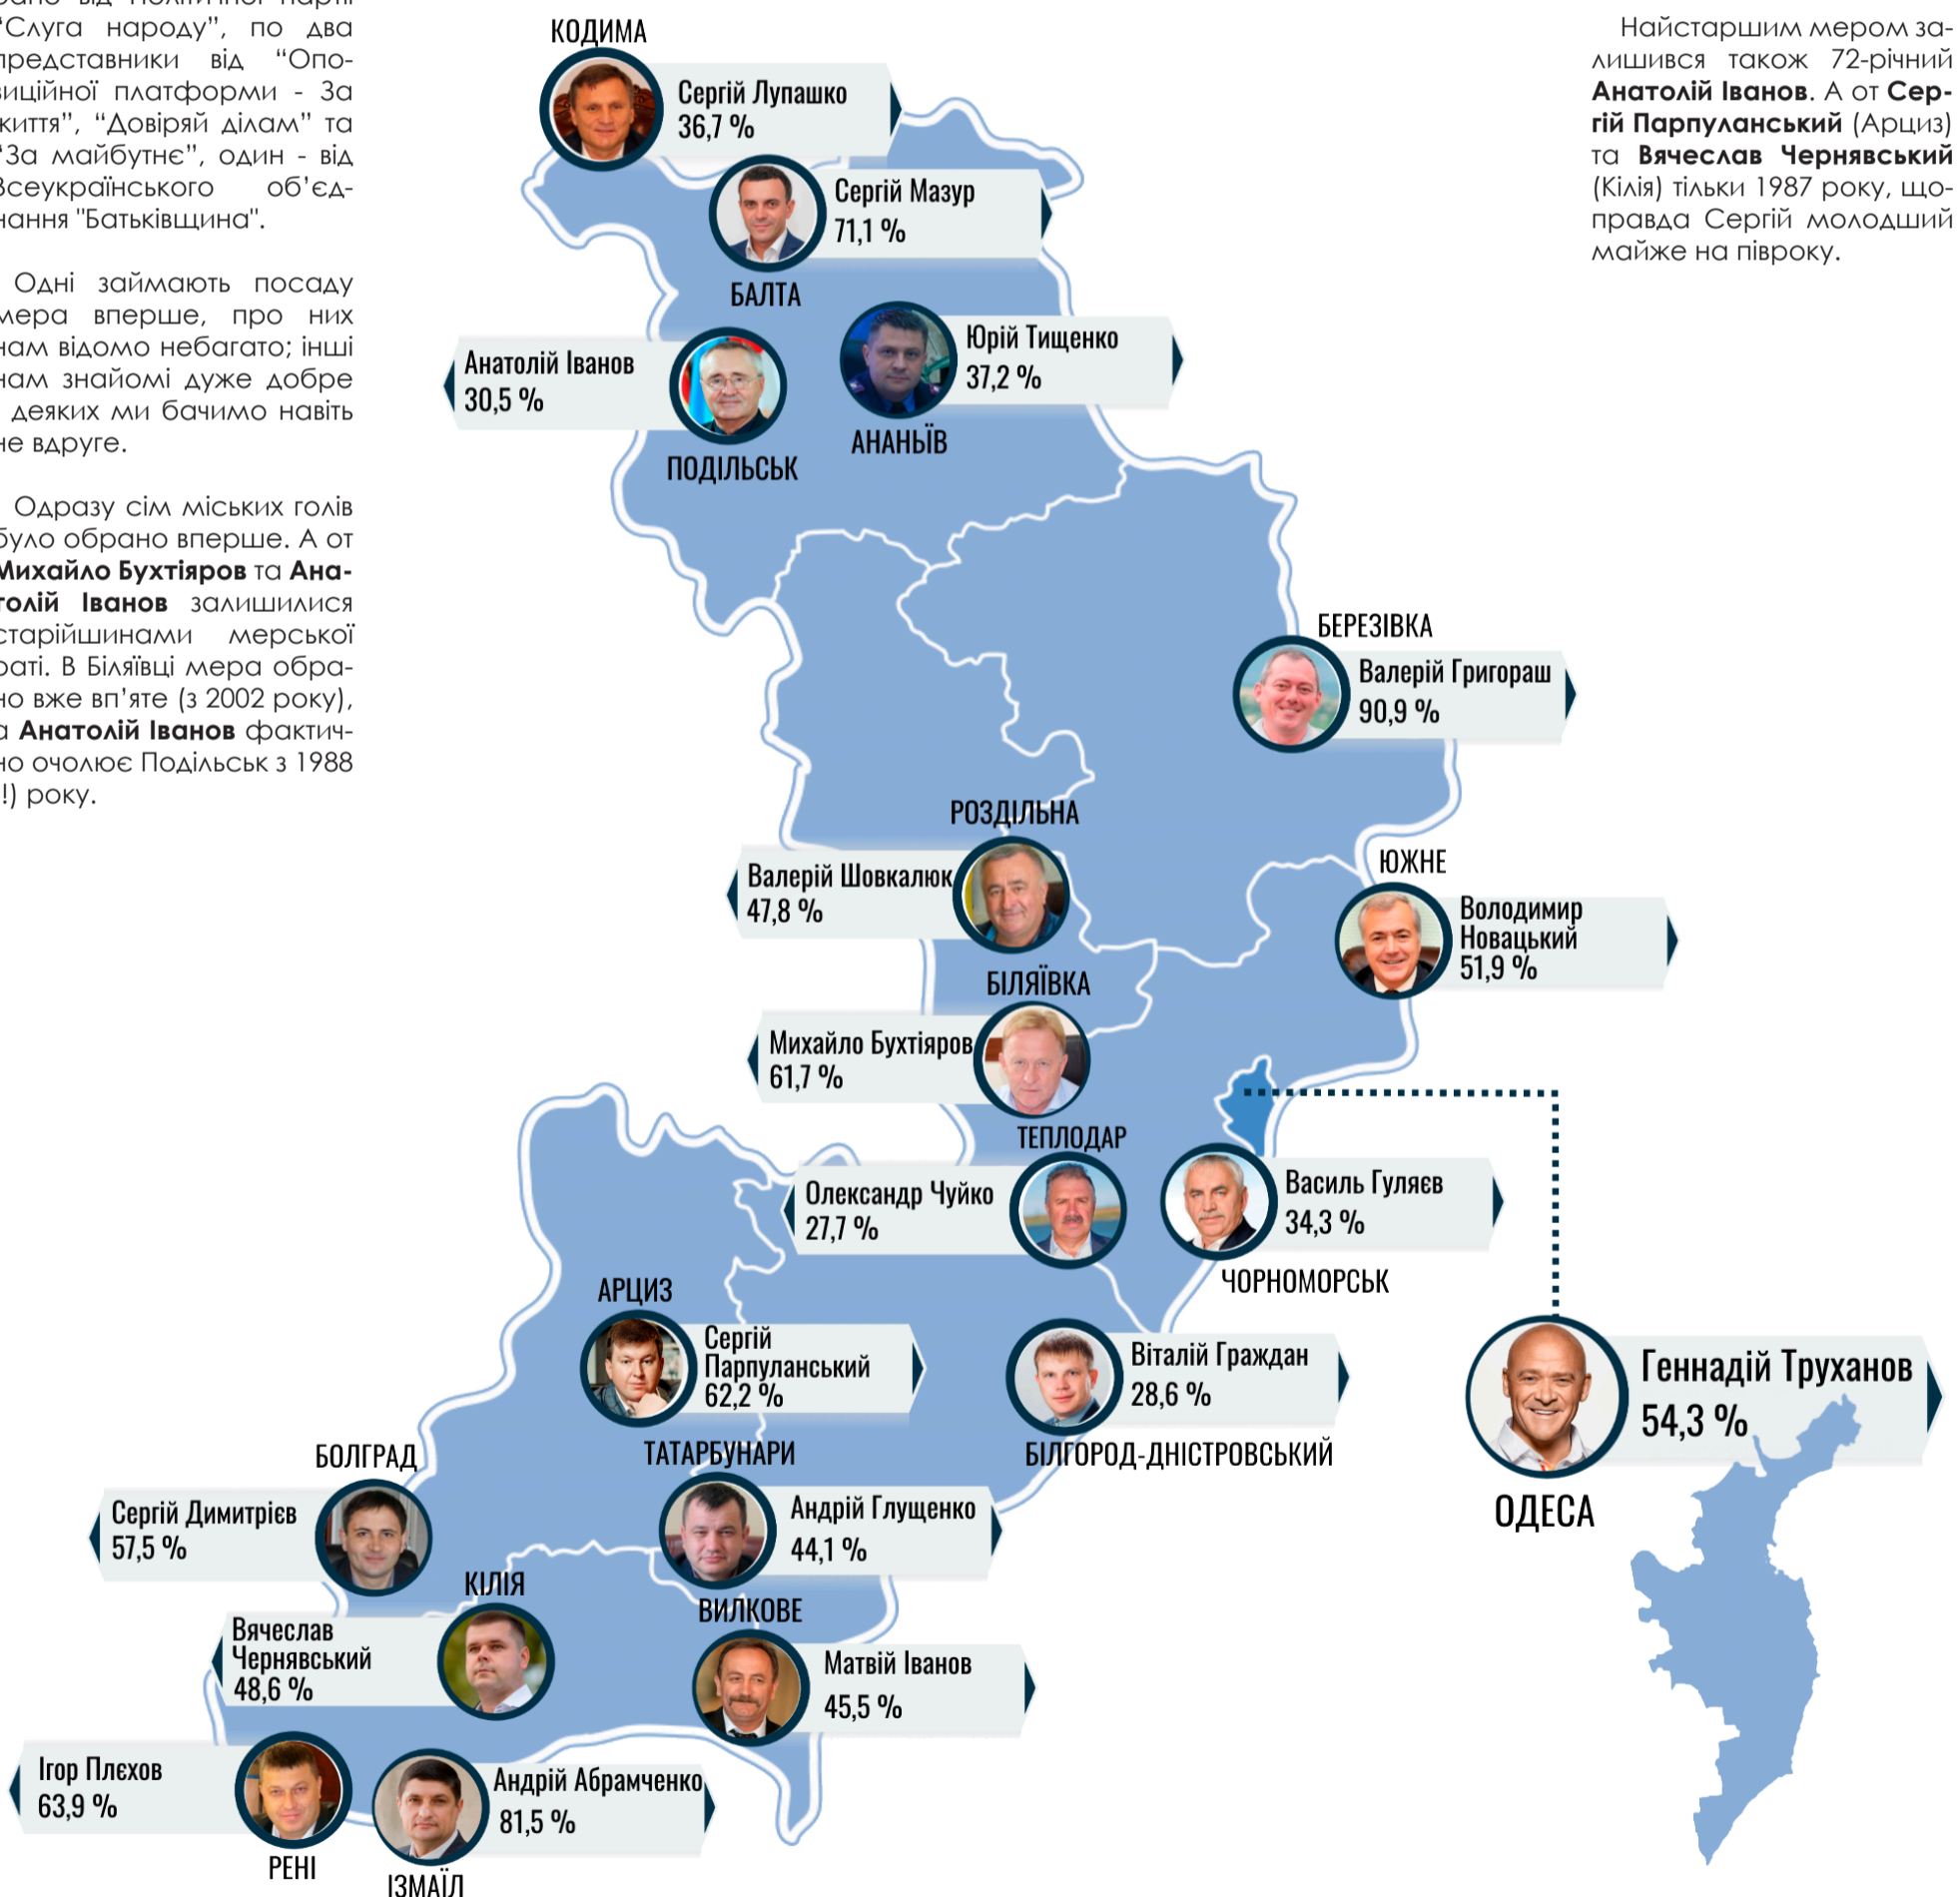 “Слуга народу”, по два
представники від “Опо-
зиційної платформи - За
життя”, “Довіряй ділам” та
“За майбутнє”, один - від
Всеукраїнського об’єд-
нання "Батьківщина".
Одні займають посаду
мера вперше, про них
нам відомо небагато; інші
нам знайомі дуже добре
деяких ми бачимо навіть
не вдруге.
Одразу сім міських голів
було обрано вперше. А от
Михайло Бухтіяров та Ана-
толій Іванов залишилися
старійшинами мерської
раті. В Біляївці мера обра-
но вже вп’яте (з 2002 року),
а Анатолій Іванов фактич-
но очолює Подільськ з 1988
(!) року.
Найстаршим мером за-
лишився також 72-річний
Анатолій Іванов. А от Сер-
гій Парпуланський (Арциз)
та Вячеслав Чернявський
(Кілія) тільки 1987 року, що-
правда Сергій молодший
майже на півроку.
КОДИМА
Сергій Лупашко
36,7 %
Сергій Мазур
71,1 %
БАЛТА
Анатолій Іванов
30,5 %
ПОДІЛЬСЬК
Юрій Тищенко
37,2 %
АНАНЬЇВ
БЕРЕЗІВКА
Валерій Григораш
90,9 %
РОЗДІЛЬНА
Валерій Шовкалюк
47,8 %
ЮЖНЕ
Володимир
Новацький
51,9 %
БІЛЯЇВКА
Михайло Бухтіяров
61,7 %
ТЕПЛОДАР
Олександр Чуйко
27,7 %
Василь Гуляєв
34,3 %
ЧОРНОМОРСЬК
АРЦИЗ
Сергій
Парпуланський
62,2 %
Віталій Граждан
28,6 %
БІЛГОРОД-ДНІСТРОВСЬКИЙ
Геннадій Труханов
54,3 %
ОДЕСА
БОЛГРАД
Сергій Димитрієв
57,5 %
ТАТАРБУНАРИ
Андрій Глущенко
44,1 %
КІЛІЯ
Вячеслав
Чернявський
48,6 %
ВИЛКОВЕ
Матвій Іванов
45,5 %
Ігор Плєхов
63,9 %
РЕНІ
Андрій Абрамченко
81,5 %
ІЗМАЇЛ